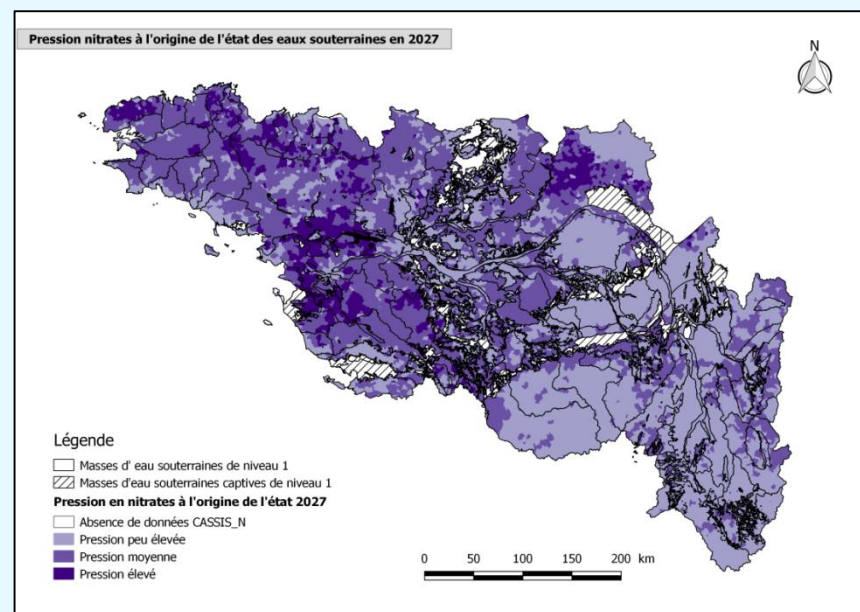 Pression nitrates à l'origine de l'état des eaux souterraines en 2027
N
Légende
Masses d' eau souterraines de niveau 1
Masses d'eau souterraines captives de niveau 1
Pression en nitrates à l'origine de l'état 2027
Absence de données CASSIS_N
Pression peu élevée
Pression moyenne
Pression élevé
0 50 100 150 200 km